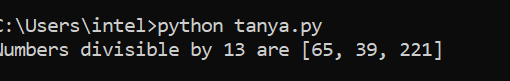 C:\Users\intel>python tanya.py
Numbers divisible by 13 are [65, 39, 221]